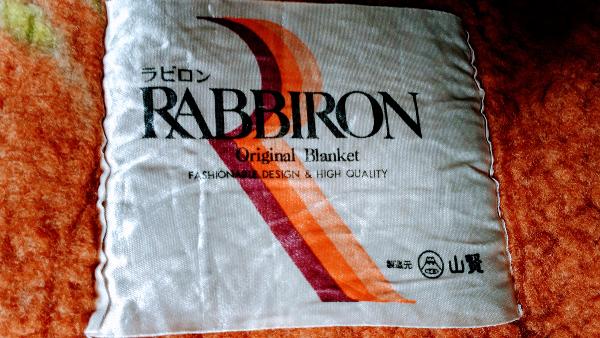 ラビロン
RABBIRON
Original Blanket
FASHIONABLE DESIGN & HIGH QUALITY
製造元 山賢